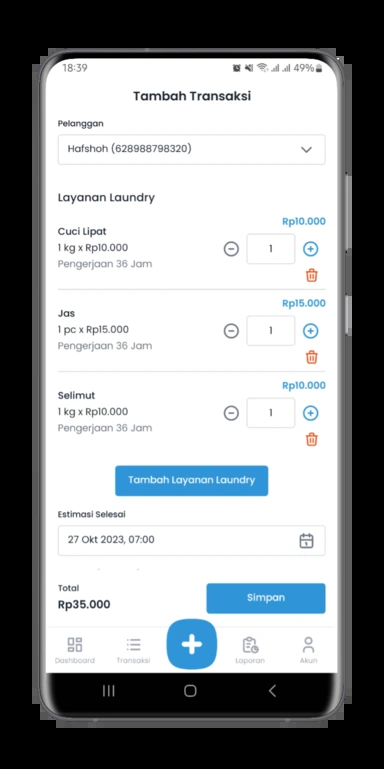 18:39
49%
Tambah Transaksi
Pelanggan
Hafshoh (628988798320)
Layanan Laundry
Rp10.000
Cuci Lipat
1 kg x Rp10.000
1
Pengerjaan 36 Jam
Rp15.000
Jas
1 pc x Rp15.000
1
Pengerjaan 36 Jam
Rp10.000
Selimut
1 kg x Rp10.000
1
Pengerjaan 36 Jam
Tambah Layanan Laundry
Estimasi Selesai
27 Okt 2023, 07:00
Total
Rp35.000
Simpan
Dashboard
Transaksi
Laporan
Akun